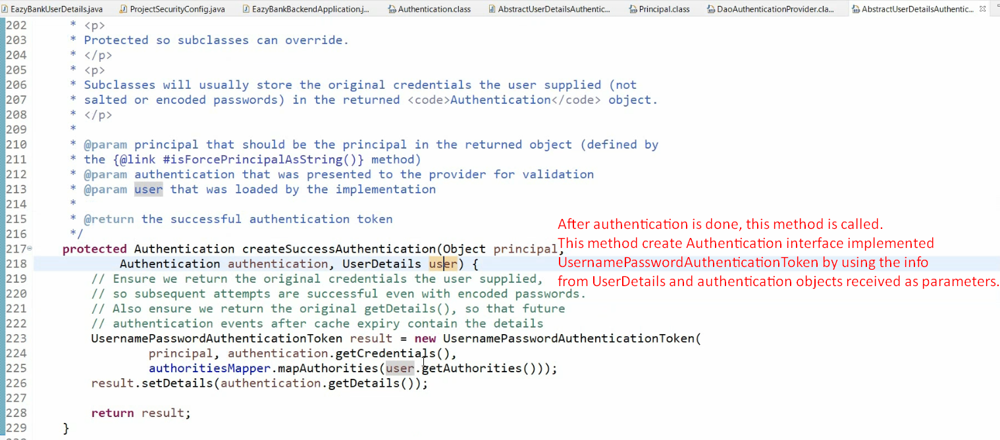 EazyBankUserDetails.java ProjectSecurityConfig.java EazyBankBackendApplication.j... Authentication.class AbstractUserDetailsAuthentic... Principal.class DaoAuthenticationProvider.cla... AbstractUserDetailsAuthentic...
202 * <p>
203 * Protected so subclasses can override.
204 * </p>
205 * <p>
206 * Subclasses will usually store the original credentials the user supplied (not
207 * salted or encoded passwords) in the returned <code>Authentication</code> object.
208 * </p>
209 *
210 * @param principal that should be the principal in the returned object (defined by
211 * the {@link #isForcePrincipalAsString()} method)
212 * @param authentication that was presented to the provider for validation
213 * @param user that was loaded by the implementation
214 *
215 * @return the successful authentication token
216 */
217 protected Authentication createSuccessAuthentication(Object principal,
218 Authentication authentication, UserDetails user) {
219 // Ensure we return the original credentials the user supplied,
220 // so subsequent attempts are successful even with encoded passwords.
221 // Also ensure we return the original getDetails(), so that future
222 // authentication events after cache expiry contain the details
223 UsernamePasswordAuthenticationToken result = new UsernamePasswordAuthenticationToken(
224 principal, authentication.getCredentials(),
225 authoritiesMapper.mapAuthorities(user.getAuthorities()));
226 result.setDetails(authentication.getDetails());
227
228 return result;
229 }
After authentication is done, this method is called.
This method create Authentication interface implemented
UsernamePasswordAuthenticationToken by using the info
from UserDetails and authentication objects received as parameters.